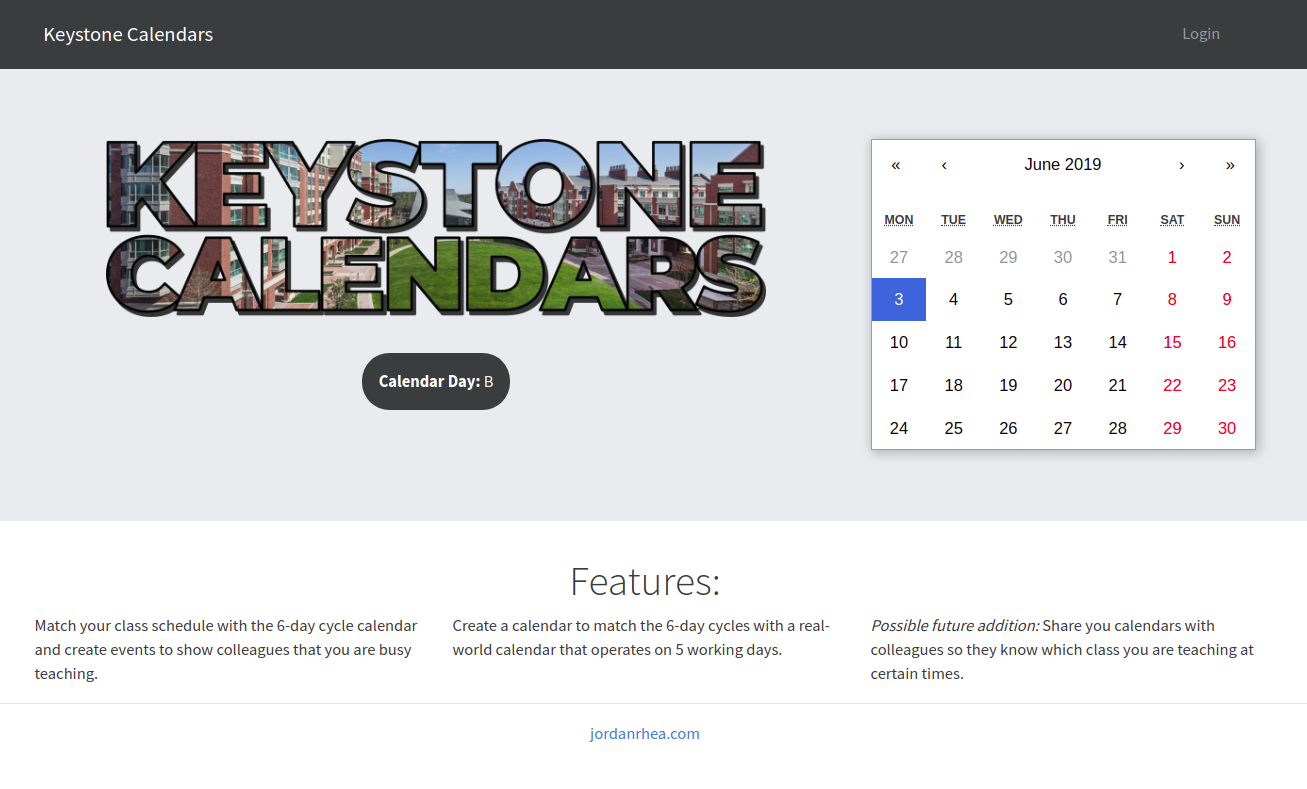 Keystone Calendars
Login
KEYSTONE
CALENDARS
Calendar Day: B
« ‹ June 2019 › »
MON TUE WED THU FRI SAT SUN
27 28 29 30 31 1 2
3 4 5 6 7 8 9
10 11 12 13 14 15 16
17 18 19 20 21 22 23
24 25 26 27 28 29 30
Features:
Match your class schedule with the 6-day cycle calendar
and create events to show colleagues that you are busy
teaching.
Create a calendar to match the 6-day cycles with a real-
world calendar that operates on 5 working days.
Possible future addition: Share you calendars with
colleagues so they know which class you are teaching at
certain times.
jordanrhea.com